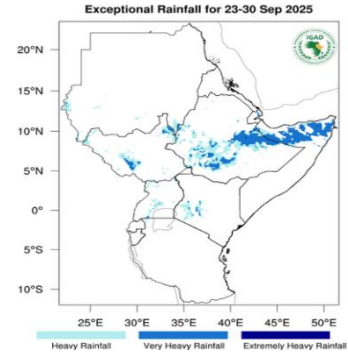 Exceptional Rainfall for 23-30 Sep 2025
IGAD
20°N
15°N
10°N
5°N
0°
5°S
10°S
25°E 30°E 35°E 40°E 45°E 50°E
Heavy Rainfall Very Heavy Rainfall Extremely Heavy Rainfall